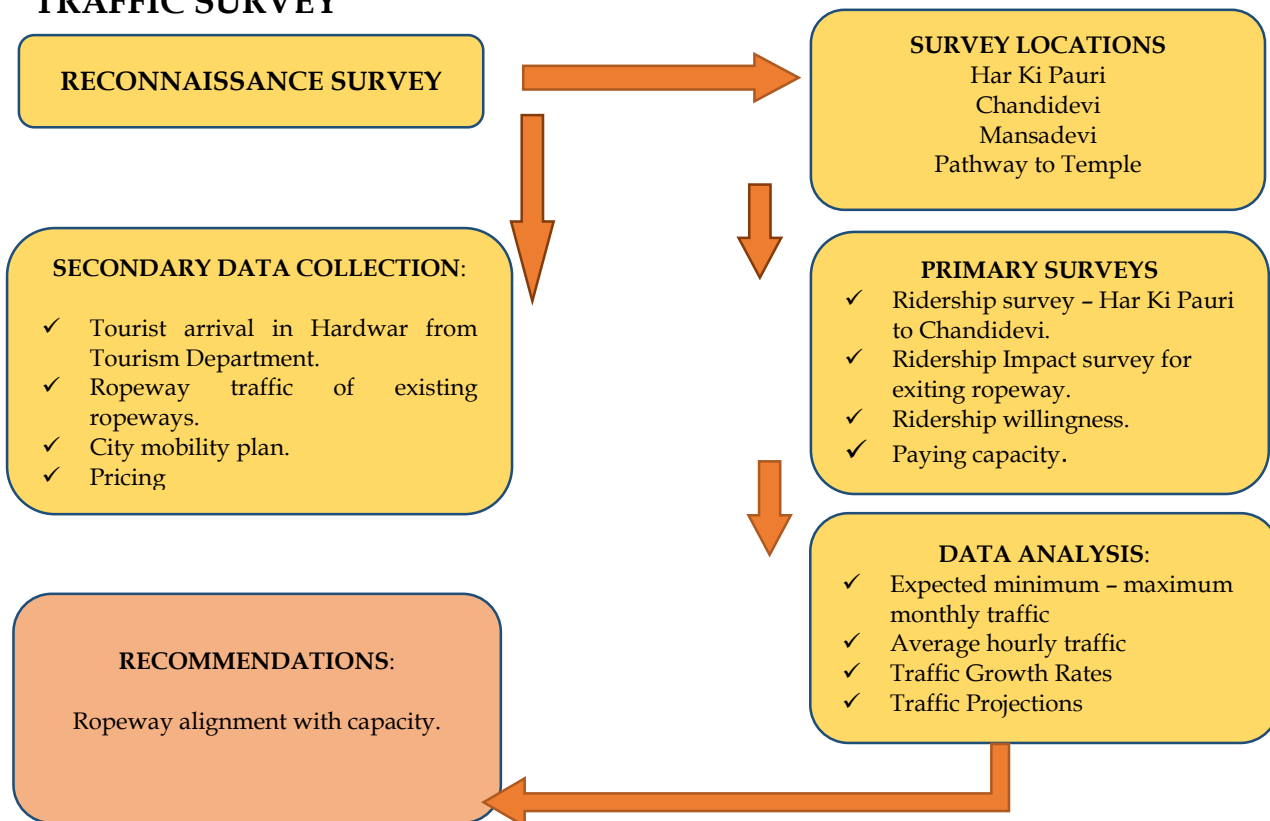 TRAFFIC SURVEY
RECONNAISSANCE SURVEY
SURVEY LOCATIONS
Har Ki Pauri
Chandidevi
Mansadevi
Pathway to Temple
SECONDARY DATA COLLECTION:
✓ Tourist arrival in Hardwar from
Tourism Department.
✓ Ropeway traffic of existing
ropeways.
✓ City mobility plan.
✓ Pricing
PRIMARY SURVEYS
✓ Ridership survey – Har Ki Pauri
to Chandidevi.
✓ Ridership Impact survey for
exiting ropeway.
✓ Ridership willingness.
✓ Paying capacity.
DATA ANALYSIS:
✓ Expected minimum – maximum
monthly traffic
✓ Average hourly traffic
✓ Traffic Growth Rates
✓ Traffic Projections
RECOMMENDATIONS:
Ropeway alignment with capacity.